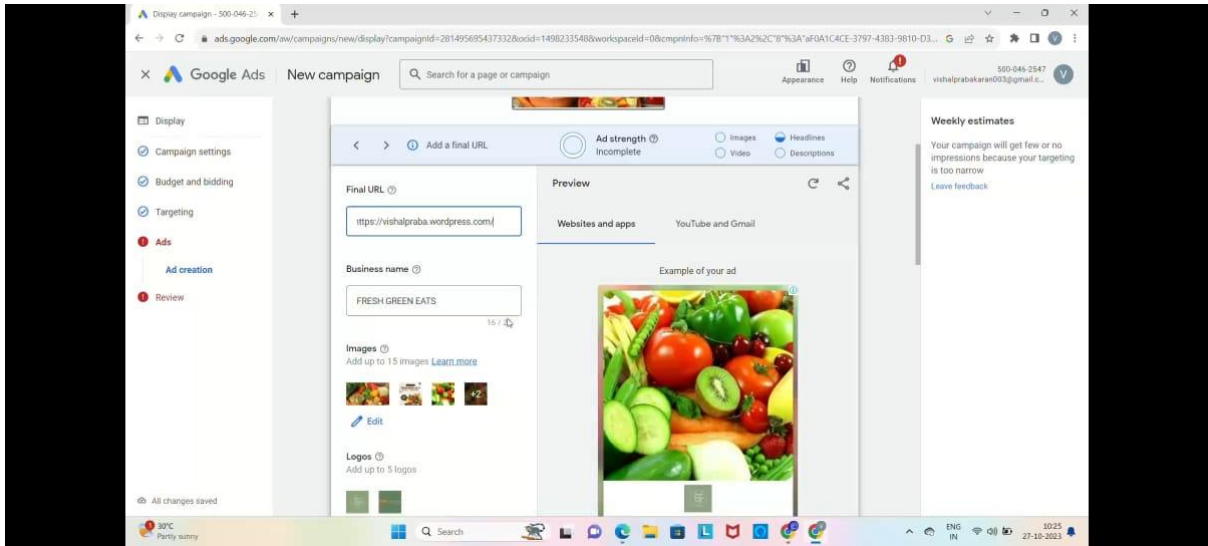 Display campaign - 500-046-25
ads.google.com/aw/campaigns/new/display?campaignId=281495695437332&ocid=1498233548&workspaceid=0&cmpnInfo=%7B"1"%3A2%2C"8"%3A"aF0A1C4CE-3797-4383-9810-D3...
Google Ads
New campaign
Search for a page or campaign
Appearance
Help
Notifications
500-046-2547
vishalprabakaran003@gmail.c...
V
Display
Campaign settings
Budget and bidding
Targeting
Ads
Ad creation
Review
All changes saved
Add a final URL
Ad strength
Incomplete
Images
Headlines
Video
Descriptions
Final URL
https://vishalpraba.wordpress.com/
Business name
FRESH GREEN EATS
16 /
Images
Add up to 15 images Learn more
+2
Edit
Logos
Add up to 5 logos
Preview
Websites and apps
YouTube and Gmail
Example of your ad
Weekly estimates
Your campaign will get few or no
impressions because your targeting
is too narrow
Leave feedback
30°C
Partly sunny
Search
ENG
IN
10:25
27-10-2023